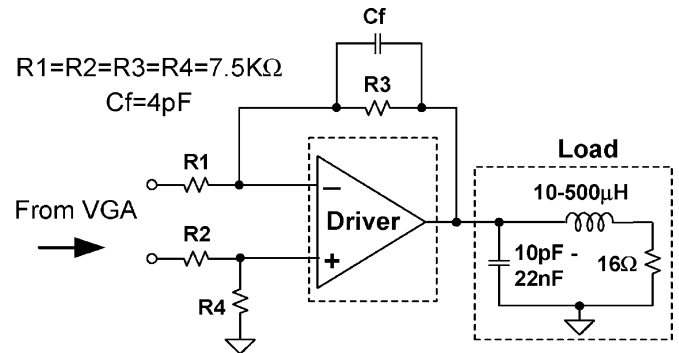 Cf
R1=R2=R3=R4=7.5KΩ
Cf=4pF
R3
R1
Load
10-500μH
From VGA
−
Driver
R2
+
10pF -
22nF
16Ω
R4